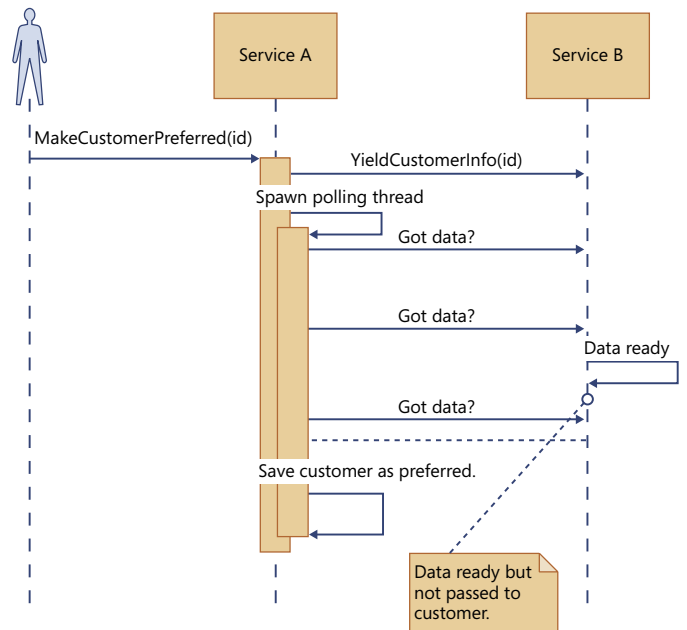 Service A
Service B
MakeCustomerPreferred(id)
YieldCustomerInfo(id)
Spawn polling thread
Got data?
Got data?
Data ready
Got data?
Save customer as preferred.
Data ready but
not passed to
customer.